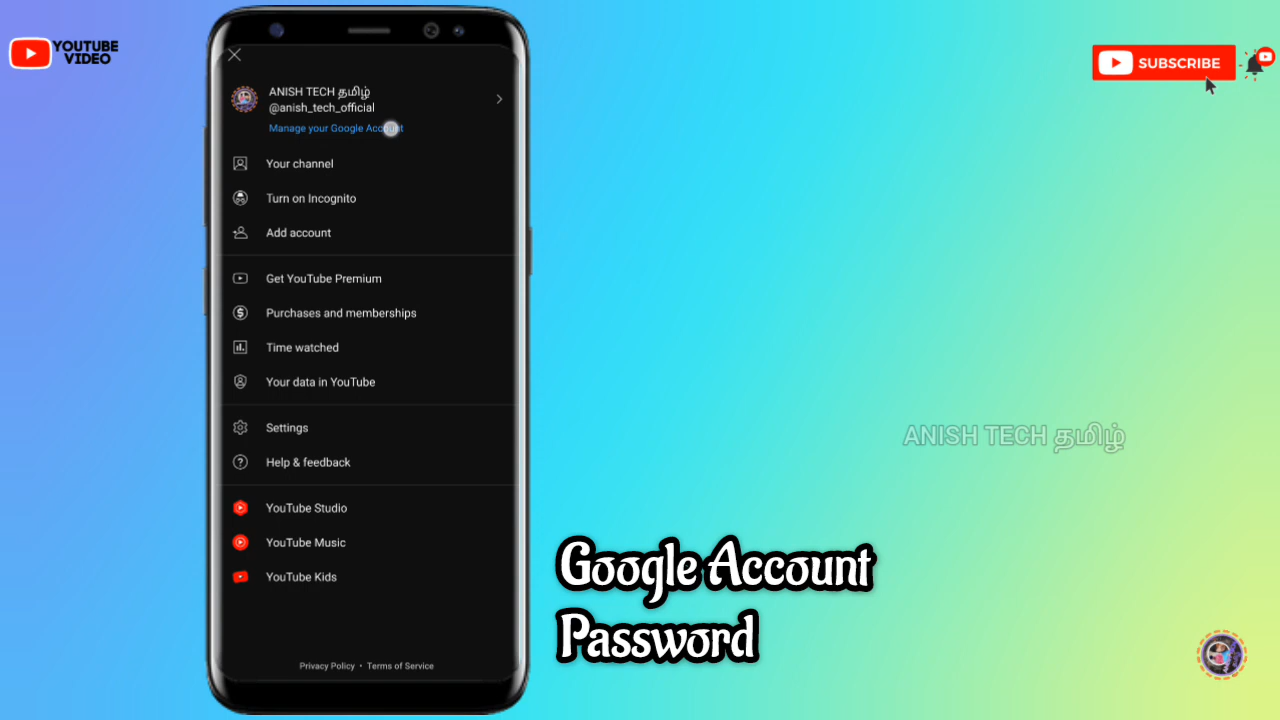 YOUTUBE
VIDEO
SUBSCRIBE
ANISH TECH தமிழ்
@anish_tech_official
Manage your Google Account
Your channel
Turn on Incognito
Add account
Get YouTube Premium
Purchases and memberships
Time watched
Your data in YouTube
Settings
Help & feedback
YouTube Studio
YouTube Music
YouTube Kids
Privacy Policy • Terms of Service
ANISH TECH தமிழ்
Google Account
Password